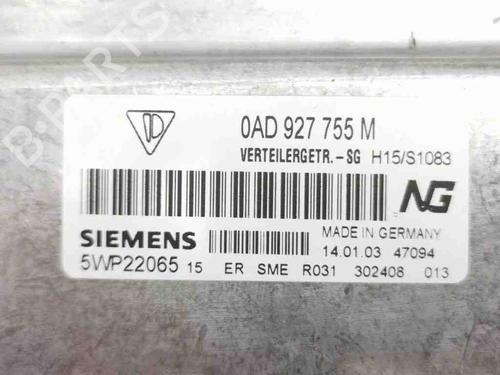 0AD 927 755 M
VERTEILERGETR.-SG H15/S1083
NG
SIEMENS
MADE IN GERMANY
14.01.03 47094
5WP22065 15 ER SME R031 302408 013
B-PARTS